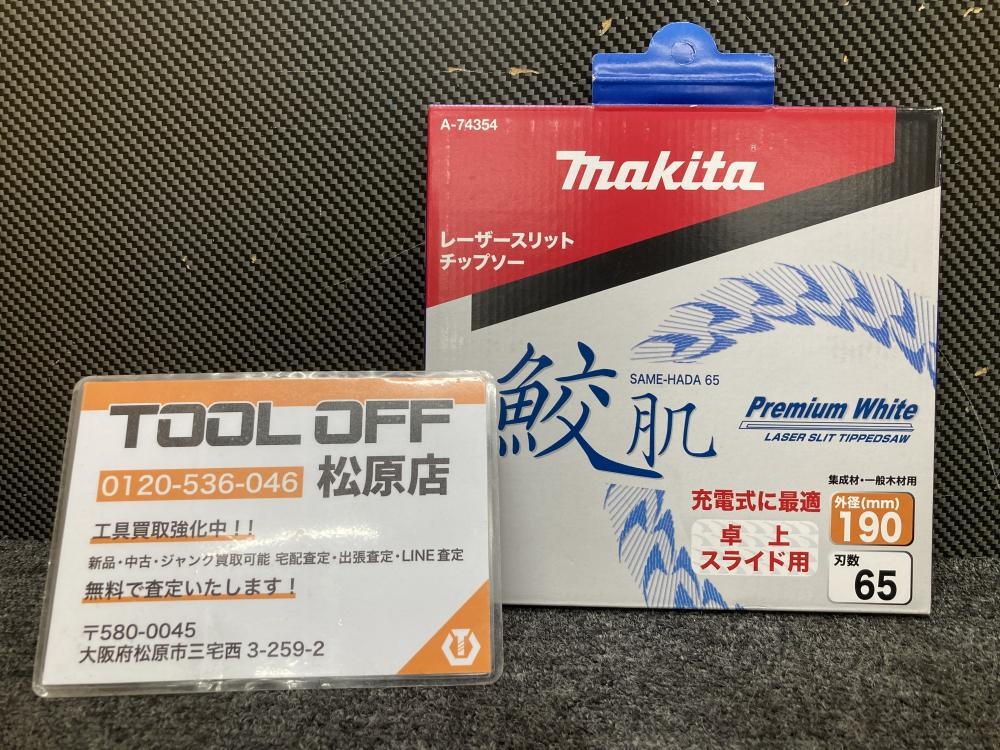 A-74354
makita
レーザースリット
チップソー
鮫肌
SAME-HADA 65
Premium White
LASER SLIT TIPPEDSAW
集成材・一般木材用
充電式に最適
卓上
スライド用
外径(mm)
190
刃数
65
TOOL OFF
0120-536-046 松原店
工具買取強化中!!
新品・中古・ジャンク買取可能 宅配査定・出張査定・LINE査定
無料で査定いたします!
〒580-0045
大阪府松原市三宅西 3-259-2